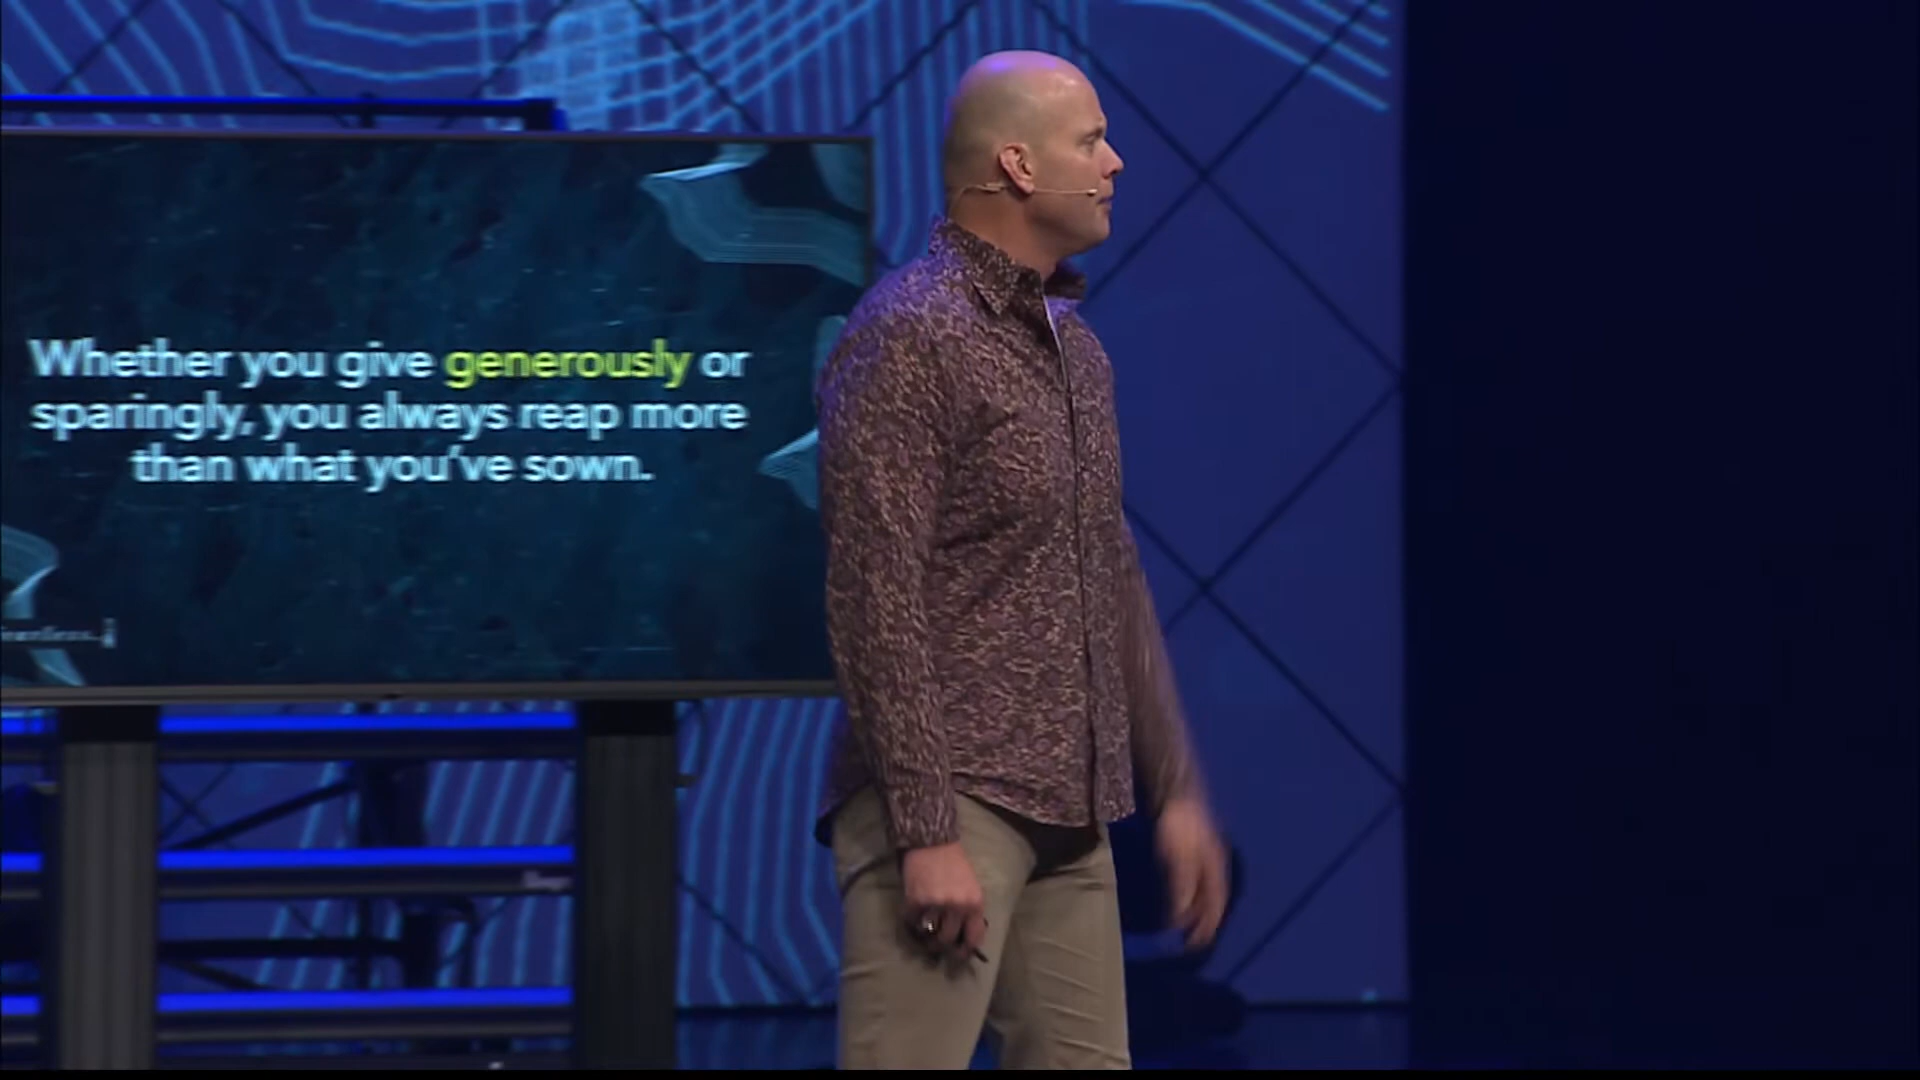 Whether you give generously or
sparingly, you always reap more
than what you've sown.